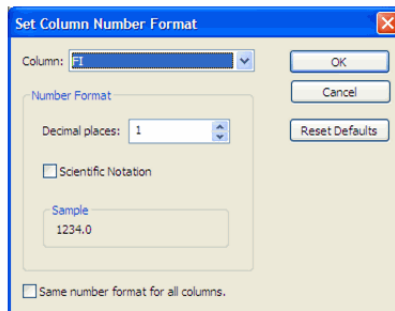 Set Column Number Format
Column: FI
OK
Number Format
Cancel
Decimal places: 1
Reset Defaults
Scientific Notation
Sample
1234.0
Same number format for all columns.